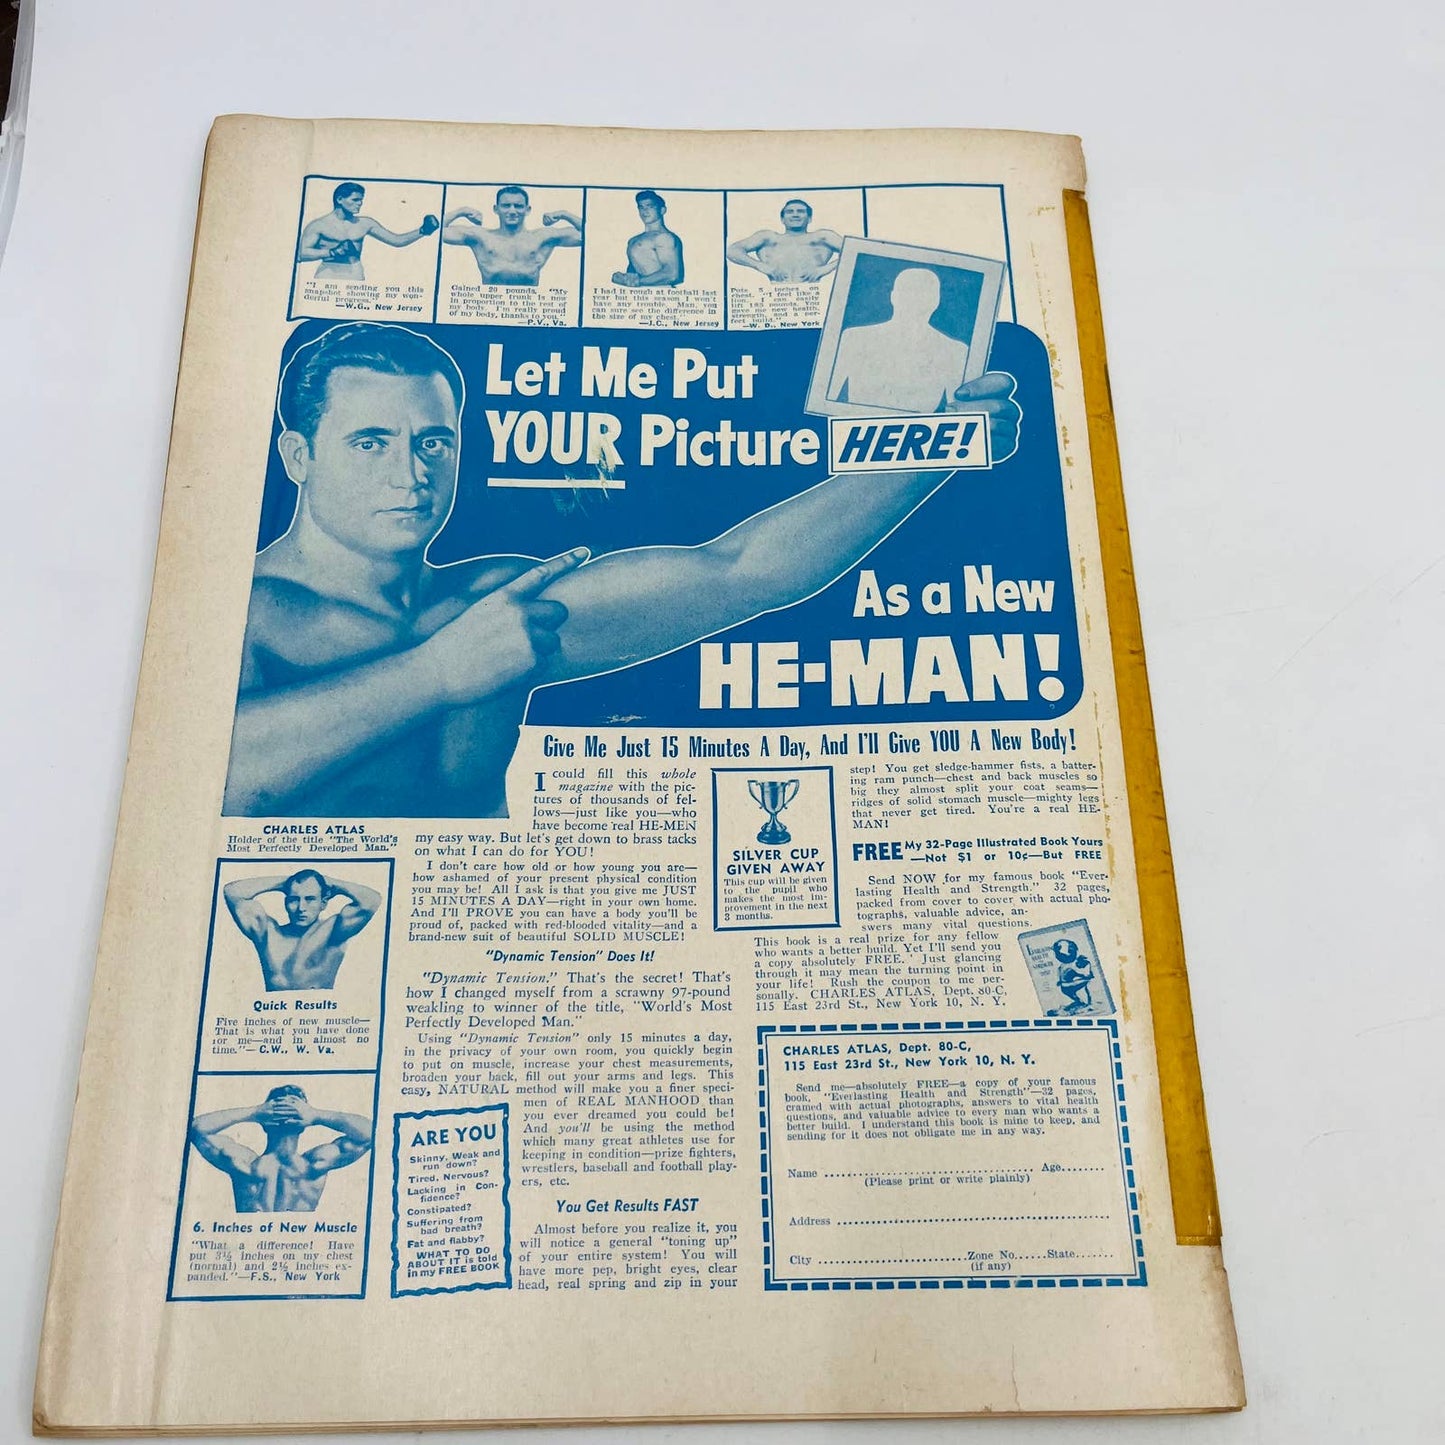 "I am sending you this
snapshot showing my won-
derful progress."
—W.G., New Jersey
Gained 20 pounds. "My
whole upper trunk is now
in proportion to the rest of
my body. I'm really proud
of my body, thanks to you."
—P.V., Va.
I had it rough at football last
year but this season I won't
have any trouble. Man, you
can sure see the difference in
the size of my chest."
—J.C., New Jersey
Puts 5 inches on
chest. "I feel like a
lion. I can easily
lift 185 pounds. You
gave me new health,
strength, and a per-
fect build."
—W. D., New York
Let Me Put
YOUR Picture HERE!
As a New
HE-MAN!
Give Me Just 15 Minutes A Day, And I'll Give YOU A New Body!
CHARLES ATLAS
Holder of the title "The World's
Most Perfectly Developed Man."
Quick Results
Five inches of new muscle—
That is what you have done
for me—and in almost no
time."—C.W., W. Va.
6. Inches of New Muscle
"What a difference! Have
put 3½ inches on my chest
(normal) and 2½ inches ex-
panded."—F.S., New York
I could fill this whole
magazine with the pic-
tures of thousands of fel-
lows—just like you—who
have become real HE-MEN
my easy way. But let's get down to brass tacks
on what I can do for YOU!
I don't care how old or how young you are—
how ashamed of your present physical condition
you may be! All I ask is that you give me JUST
15 MINUTES A DAY—right in your own home.
And I'll PROVE you can have a body you'll be
proud of, packed with red-blooded vitality—and a
brand-new suit of beautiful SOLID MUSCLE!
"Dynamic Tension" Does It!
"Dynamic Tension." That's the secret! That's
how I changed myself from a scrawny 97-pound
weakling to winner of the title, "World's Most
Perfectly Developed Man."
Using "Dynamic Tension" only 15 minutes a day,
in the privacy of your own room, you quickly begin
to put on muscle, increase your chest measurements,
broaden your back, fill out your arms and legs. This
easy, NATURAL method will make you a finer speci-
men of REAL MANHOOD than
you ever dreamed you could be!
And you'll be using the method
which many great athletes use for
keeping in condition—prize fighters,
wrestlers, baseball and football play-
ers, etc.
You Get Results FAST
Almost before you realize it, you
will notice a general "toning up"
of your entire system! You will
have more pep, bright eyes, clear
head, real spring and zip in your
ARE YOU
Skinny, Weak and
run down?
Tired, Nervous?
Lacking in Con-
fidence?
Constipated?
Suffering from
bad breath?
Fat and flabby?
WHAT TO DO
ABOUT IT is told
in my FREE BOOK
SILVER CUP
GIVEN AWAY
This cup will be given
to the pupil who
makes the most im-
provement in the next
3 months.
step! You get sledge-hammer fists, a batter-
ing ram punch—chest and back muscles so
big they almost split your coat seams—
ridges of solid stomach muscle—mighty legs
that never get tired. You're a real HE-
MAN!
FREE My 32-Page Illustrated Book Yours
—Not $1 or 10¢—But FREE
Send NOW for my famous book "Ever-
lasting Health and Strength." 32 pages,
packed from cover to cover with actual pho-
tographs, valuable advice, an-
swers many vital questions.
This book is a real prize for any fellow
who wants a better build. Yet I'll send you
a copy absolutely FREE. Just glancing
through it may mean the turning point in
your life! Rush the coupon to me per-
sonally. CHARLES ATLAS, Dept. 80-C,
115 East 23rd St., New York 10, N. Y.
CHARLES ATLAS, Dept. 80-C,
115 East 23rd St., New York 10, N. Y.
Send me—absolutely FREE—a copy of your famous
book, "Everlasting Health and Strength"—32 pages,
crammed with actual photographs, answers to vital health
questions, and valuable advice to every man who wants a
better build. I understand this book is mine to keep, and
sending for it does not obligate me in any way.
Name ................................ Age........
(Please print or write plainly)
Address ................................
City ........................Zone No......State.......
(if any)